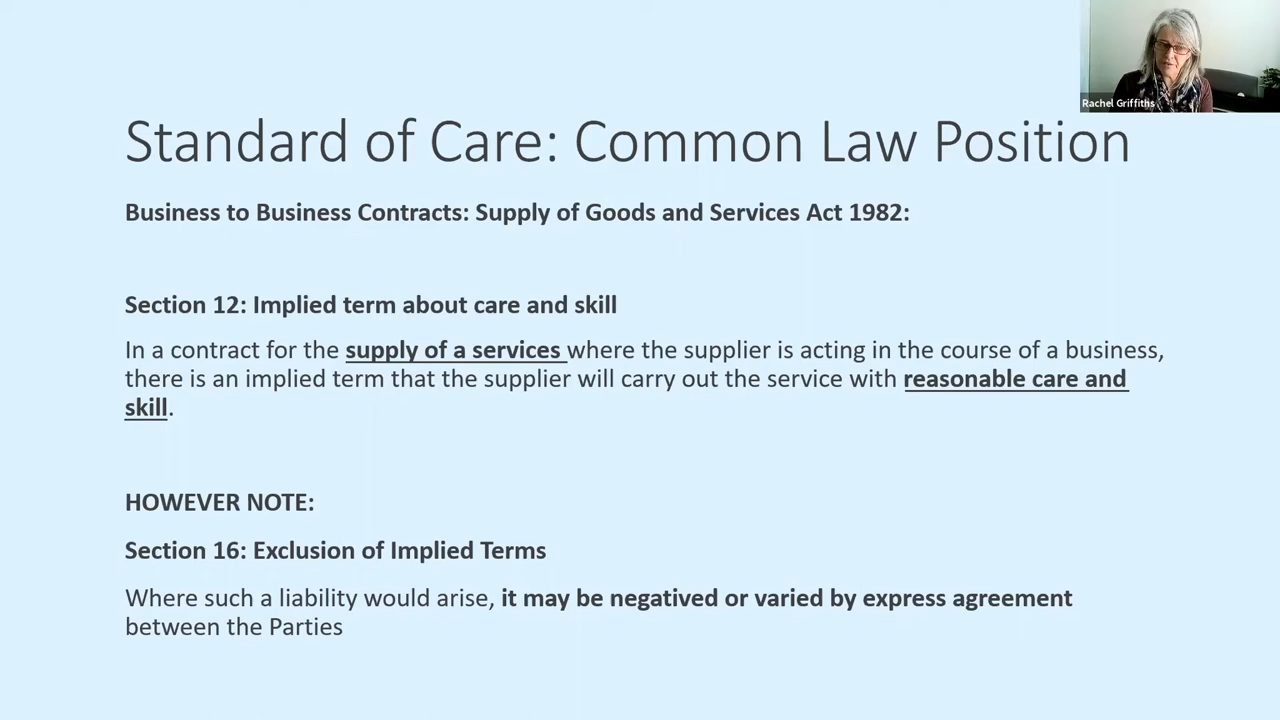 Rachel Griffiths
Standard of Care: Common Law Position
Business to Business Contracts: Supply of Goods and Services Act 1982:
Section 12: Implied term about care and skill
In a contract for the supply of a services where the supplier is acting in the course of a business,
there is an implied term that the supplier will carry out the service with reasonable care and
skill.
HOWEVER NOTE:
Section 16: Exclusion of Implied Terms
Where such a liability would arise, it may be negatived or varied by express agreement
between the Parties